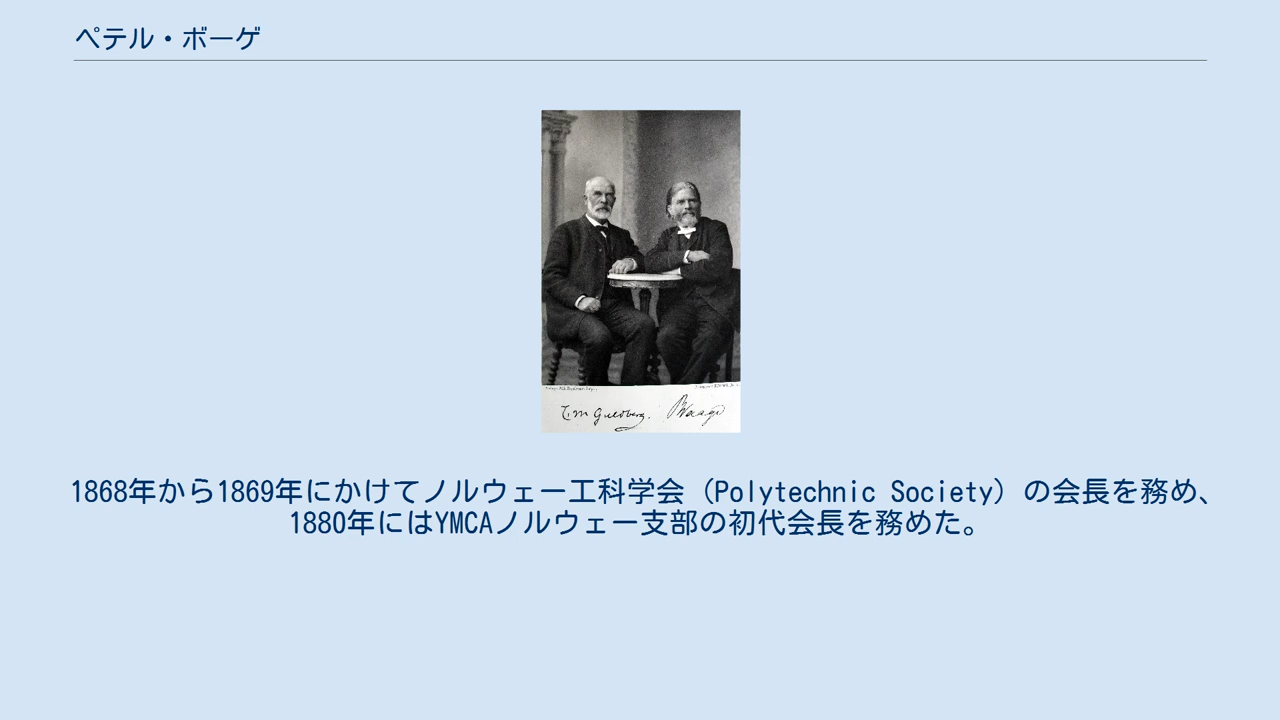 ペテル・ボーゲ
C.M Guldberg. PWaage
1868年から1869年にかけてノルウェー工科学会（Polytechnic Society）の会長を務め、
1880年にはYMCAノルウェー支部の初代会長を務めた。